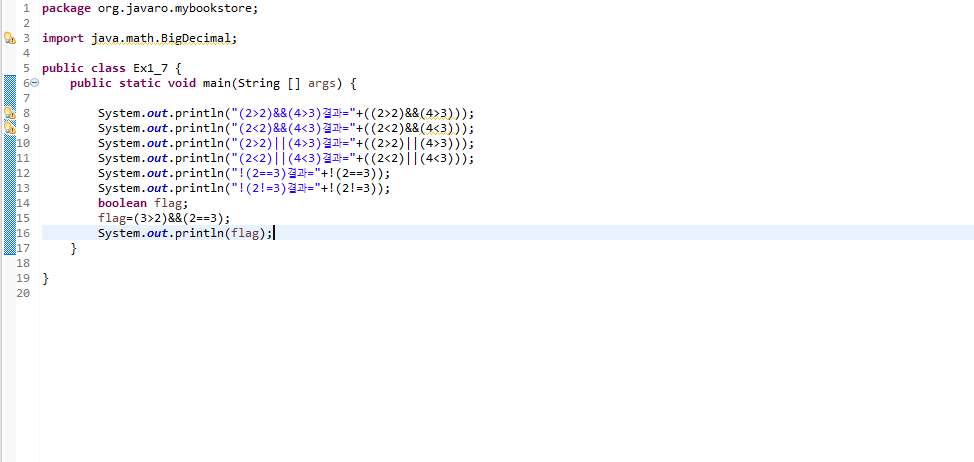 1 package org.javaro.mybookstore;
2
3 import java.math.BigDecimal;
4
5 public class Ex1_7 {
6 public static void main(String [] args) {
7
8 System.out.println("(2>2)&&(4>3)결과="+((2>2)&&(4>3)));
9 System.out.println("(2<2)&&(4<3)결과="+((2<2)&&(4<3)));
10 System.out.println("(2>2)||(4>3)결과="+((2>2)||(4>3)));
11 System.out.println("(2<2)||(4<3)결과="+((2<2)||(4<3)));
12 System.out.println("!(2==3)결과="+!(2==3));
13 System.out.println("!(2!=3)결과="+!(2!=3));
14 boolean flag;
15 flag=(3>2)&&(2==3);
16 System.out.println(flag);
17 }
18
19 }
20